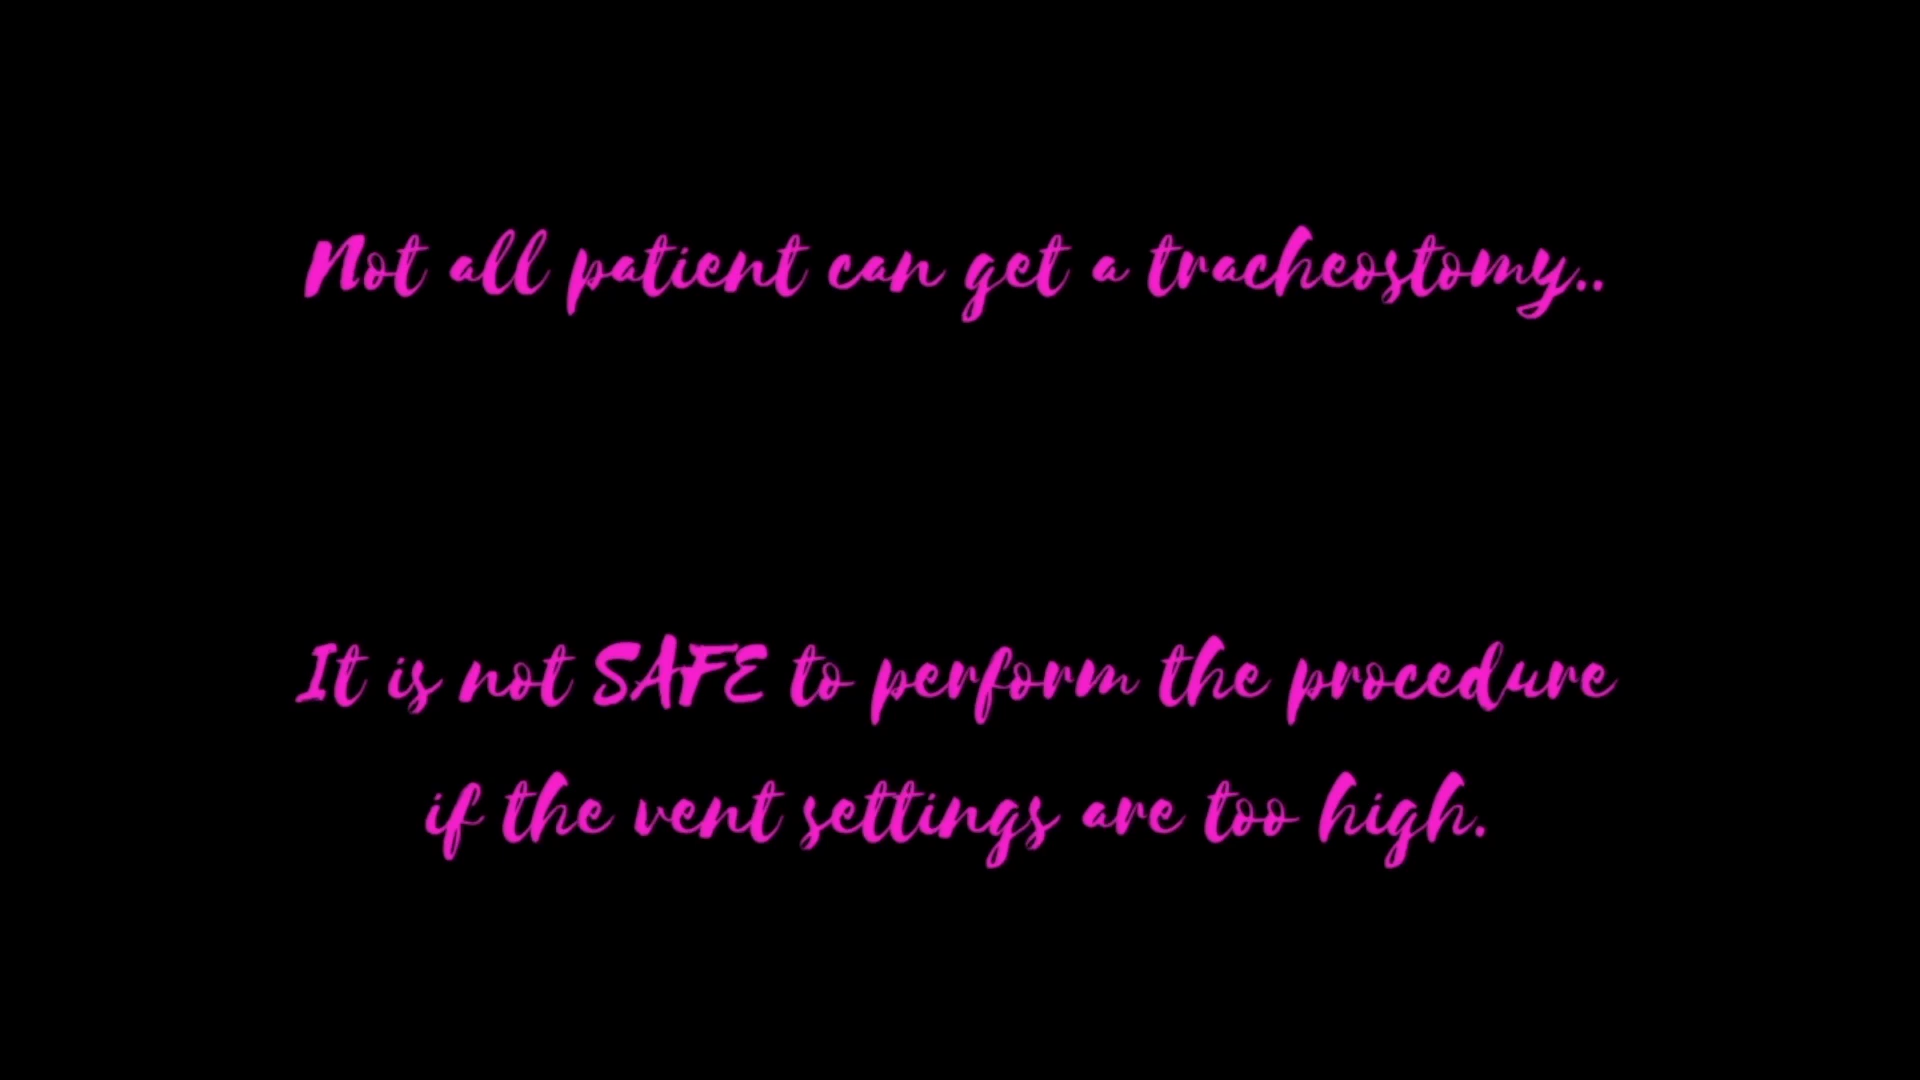 Not all patient can get a tracheostomy..
It is not SAFE to perform the procedure
if the vent settings are too high.